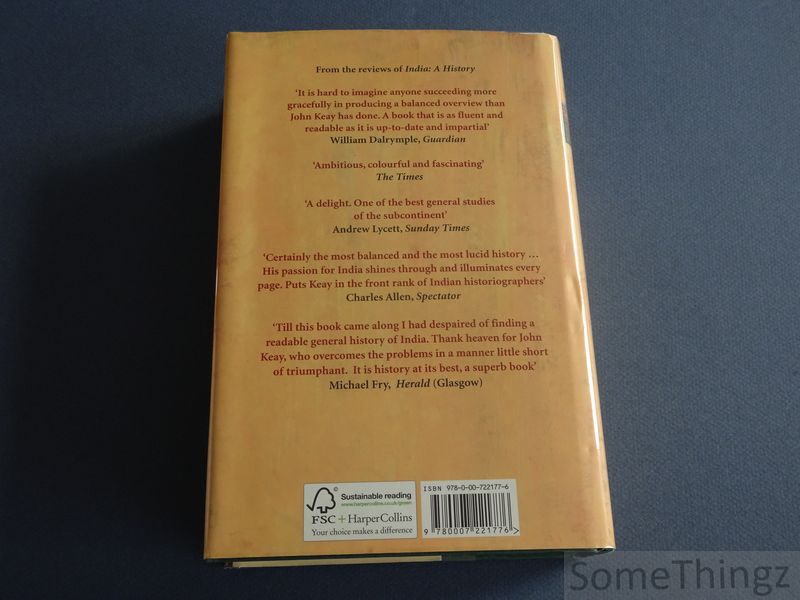 From the reviews of India: A History
'It is hard to imagine anyone succeeding more
gracefully in producing a balanced overview than
John Keay has done. A book that is as fluent and
readable as it is up-to-date and impartial'
William Dalrymple, Guardian
'Ambitious, colourful and fascinating'
The Times
'A delight. One of the best general studies
of the subcontinent'
Andrew Lycett, Sunday Times
'Certainly the most balanced and the most lucid history …
His passion for India shines through and illuminates every
page. Puts Keay in the front rank of Indian historiographers'
Charles Allen, Spectator
'Till this book came along I had despaired of finding a
readable general history of India. Thank heaven for John
Keay, who overcomes the problems in a manner little short
of triumphant. It is history at its best, a superb book'
Michael Fry, Herald (Glasgow)
©
Sustainable reading
www.harpercollins.co.uk/green
FSC + HarperCollins
Your choice makes a difference
ISBN 978-0-00-722177-6
9 780007 221776 >
SomeThingz